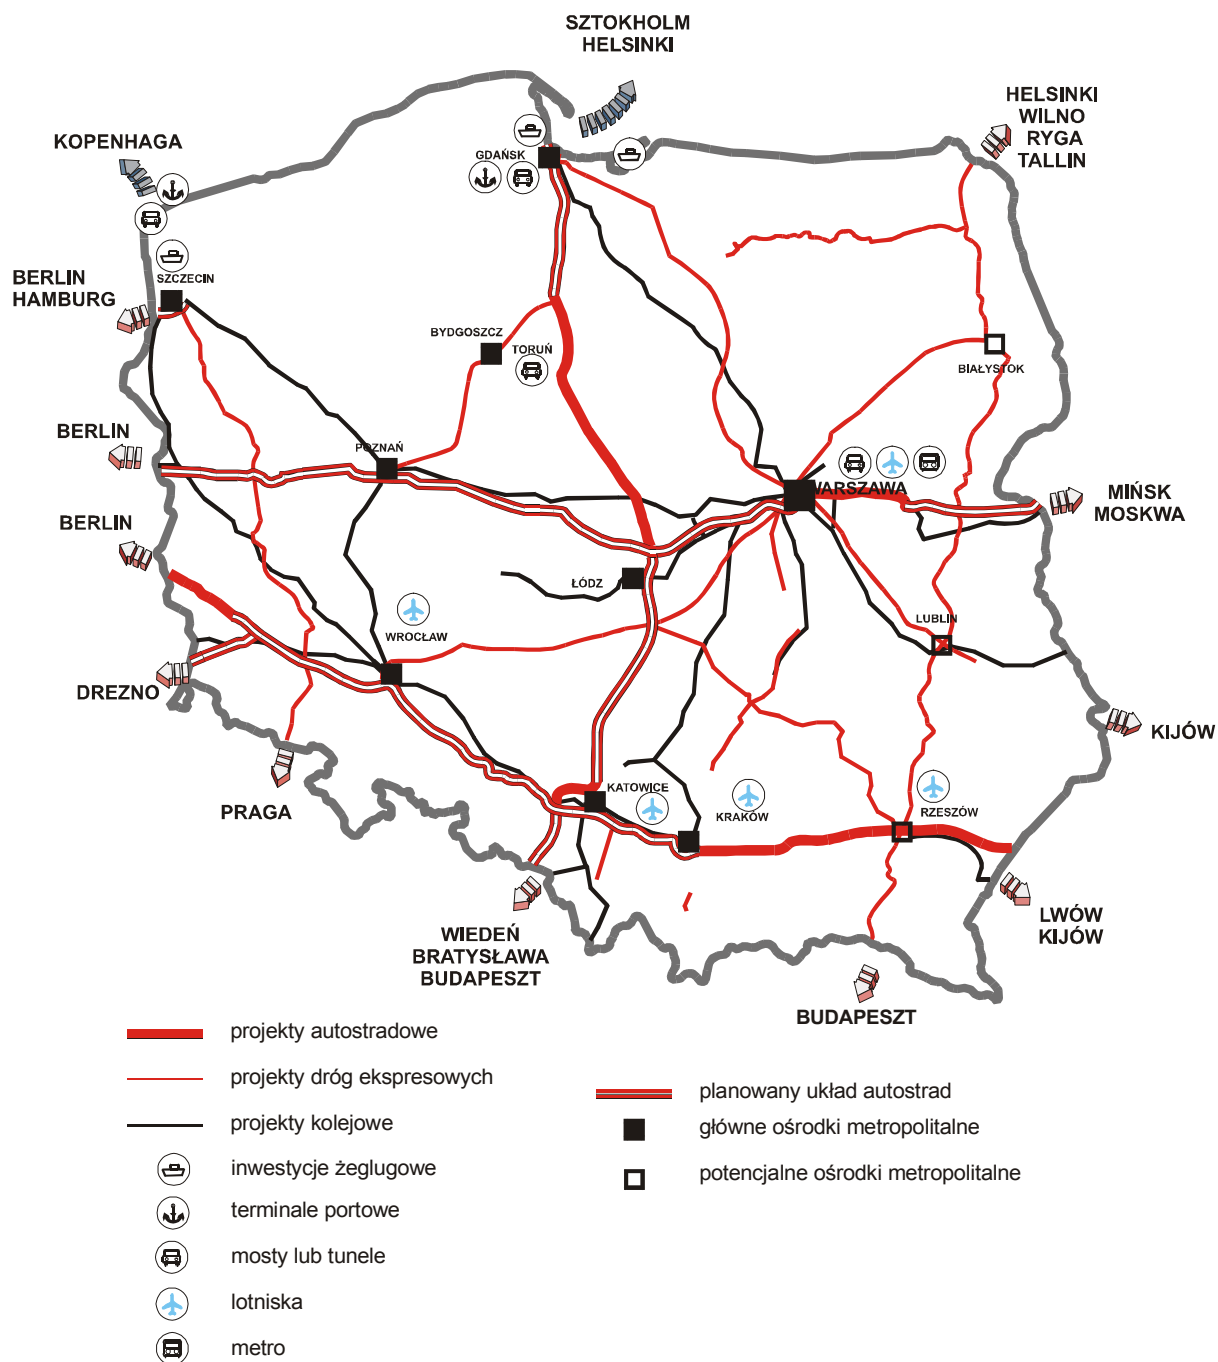 SZTOKHOLM
HELSINKI
HELSINKI
WILNO
RYGA
TALLIN
KOPENHAGA
GDAŃSK
BERLIN
HAMBURG
SZCZECIN
BYDGOSZCZ
TORUŃ
BIAŁYSTOK
BERLIN
POZNAŃ
WARSZAWA
MIŃSK
MOSKWA
BERLIN
ŁÓDZ
WROCŁAW
LUBLIN
DREZNO
KIJÓW
PRAGA
KATOWICE
KRAKÓW
RZESZÓW
WIEDEŃ
BRATYSŁAWA
BUDAPESZT
LWÓW
KIJÓW
BUDAPESZT
projekty autostradowe
projekty dróg ekspresowych
projekty kolejowe
inwestycje żeglugowe
terminale portowe
mosty lub tunele
lotniska
metro
planowany układ autostrad
główne ośrodki metropolitalne
potencjalne ośrodki metropolitalne